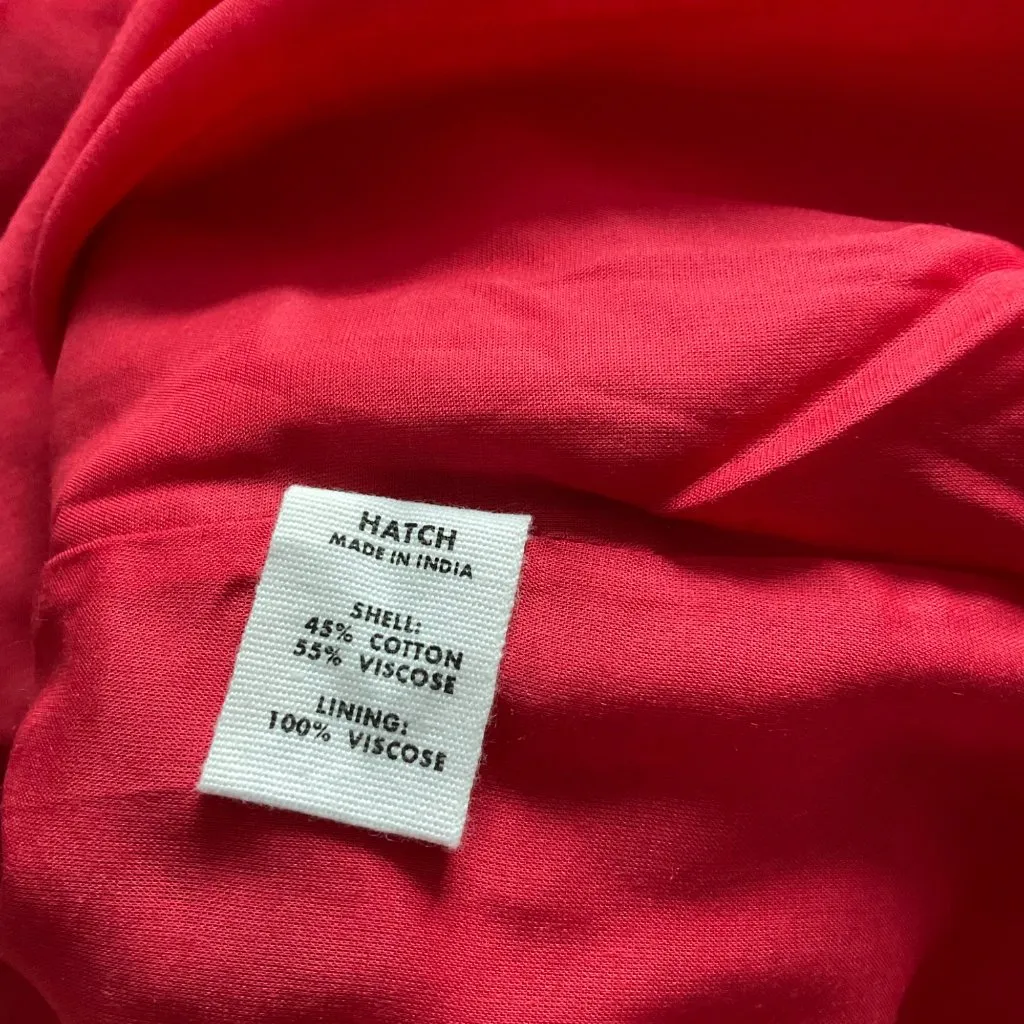 HATCH
MADE IN INDIA
SHELL:
45% COTTON
55% VISCOSE
LINING:
100% VISCOSE